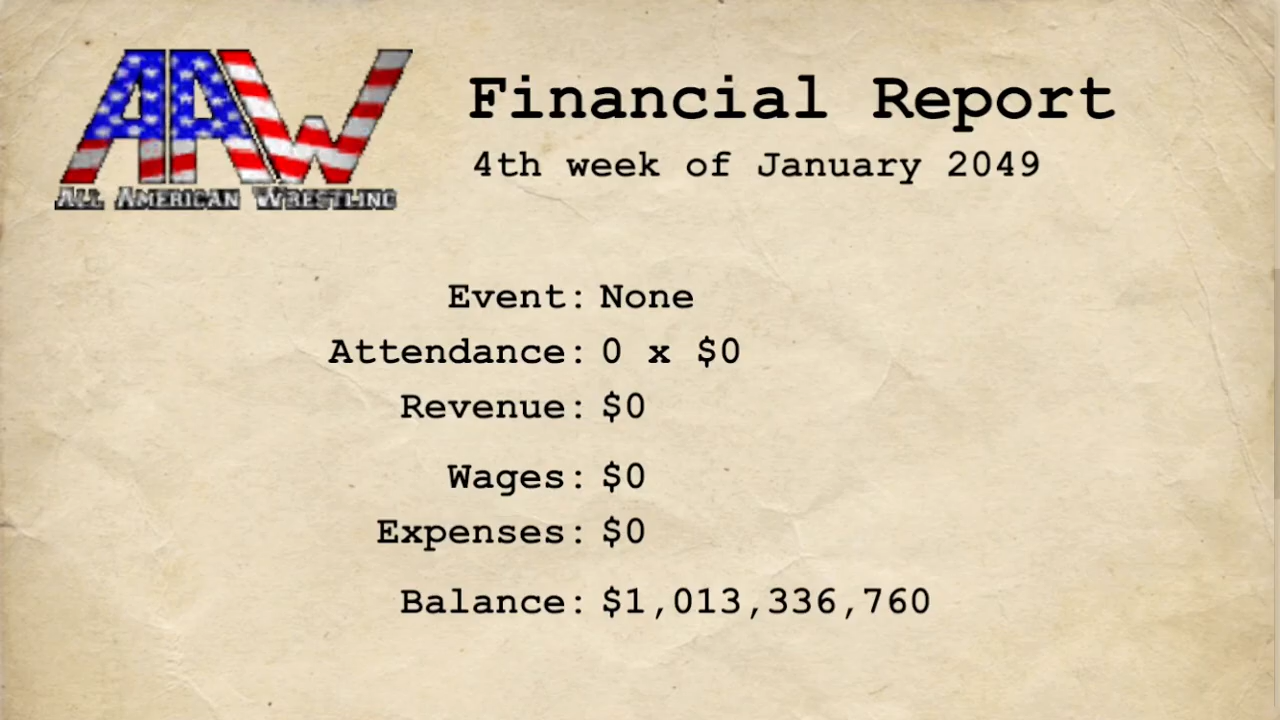 AAW
ALL AMERICAN WRESTLING
Financial Report
4th week of January 2049
Event: None
Attendance: 0 x $0
Revenue: $0
Wages: $0
Expenses: $0
Balance: $1,013,336,760